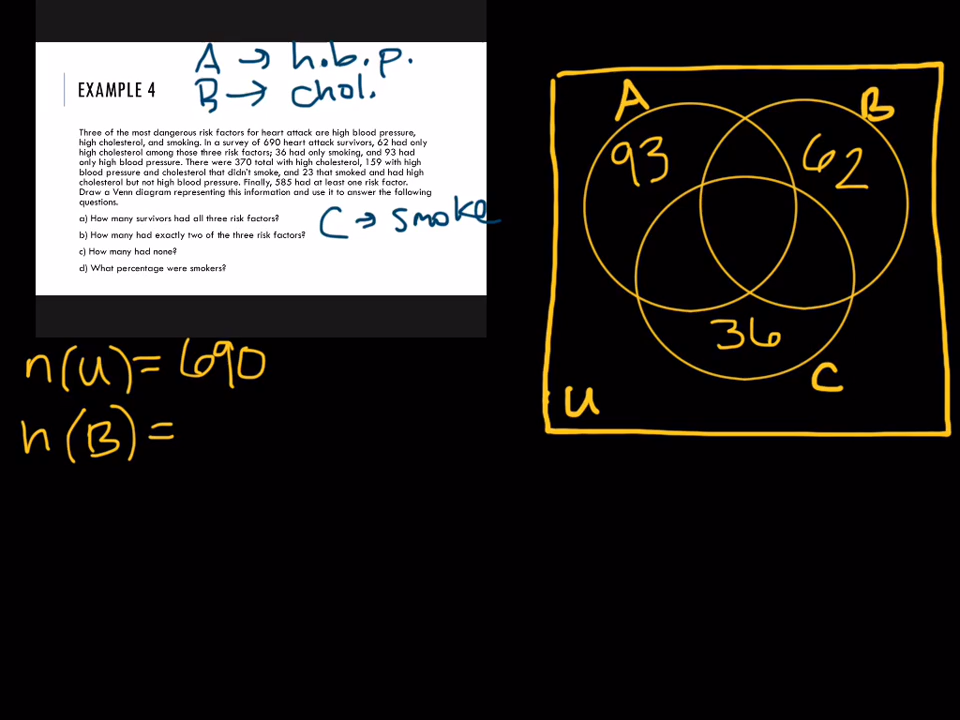 A → h.b.p.
B → chol.
EXAMPLE 4
Three of the most dangerous risk factors for heart attack are high blood pressure,
high cholesterol, and smoking. In a survey of 690 heart attack survivors, 62 had only
high cholesterol among those three risk factors; 36 had only smoking, and 93 had
only high blood pressure. There were 370 total with high cholesterol, 159 with high
blood pressure and cholesterol that didn't smoke, and 23 that smoked and had high
cholesterol but not high blood pressure. Finally, 585 had at least one risk factor.
Draw a Venn diagram representing this information and use it to answer the following
questions.
a) How many survivors had all three risk factors?
b) How many had exactly two of the three risk factors?
c) How many had none?
d) What percentage were smokers?
C → smoke
n(U) = 690
n(B) =
A
B
93
62
36
C
U